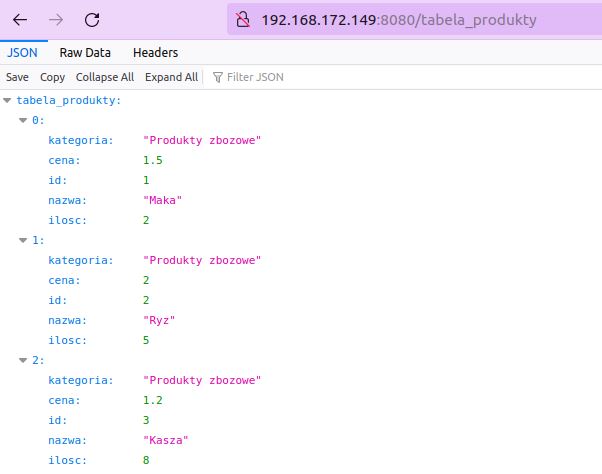 192.168.172.149:8080/tabela_produkty
JSON Raw Data Headers
Save Copy Collapse All Expand All Filter JSON
tabela_produkty:
0:
kategoria: "Produkty zbozowe"
cena: 1.5
id: 1
nazwa: "Maka"
ilosc: 2
1:
kategoria: "Produkty zbozowe"
cena: 2
id: 2
nazwa: "Ryz"
ilosc: 5
2:
kategoria: "Produkty zbozowe"
cena: 1.2
id: 3
nazwa: "Kasza"
ilosc: 8